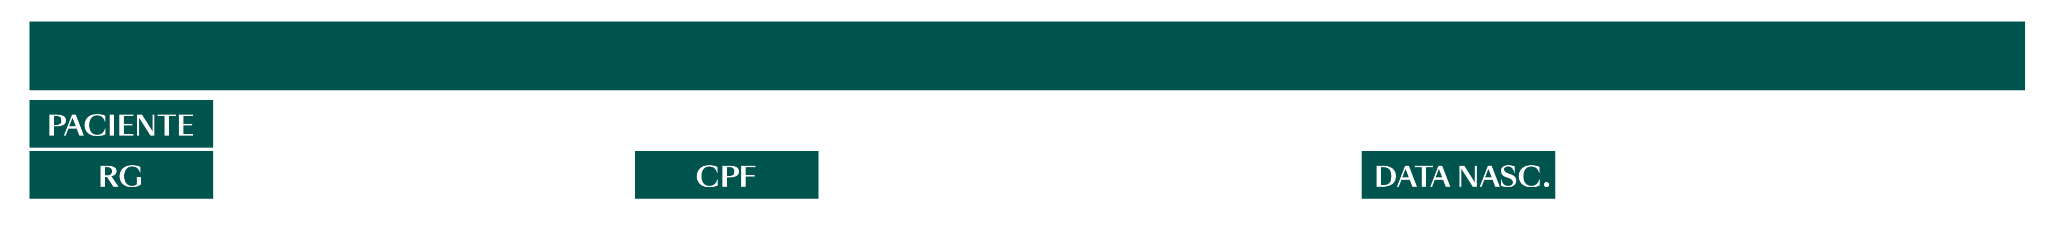 PACIENTE
RG CPF DATA NASC.